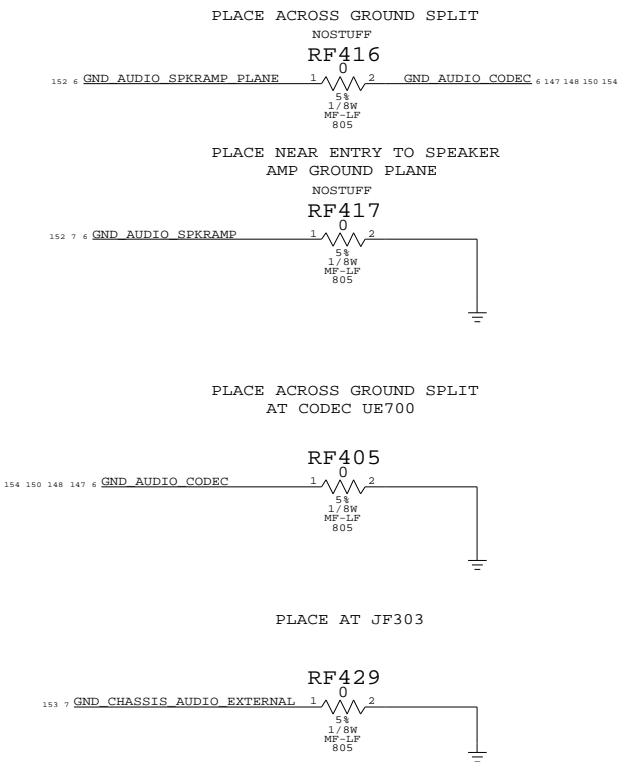 PLACE ACROSS GROUND SPLIT
NOSTUFF
RF416
0
152 6 GND_AUDIO_SPKRAMP_PLANE 1 2 GND_AUDIO_CODEC 6 147 148 150 154
5%
1/8W
MF-LF
805
PLACE NEAR ENTRY TO SPEAKER
AMP GROUND PLANE
NOSTUFF
RF417
0
152 7 6 GND_AUDIO_SPKRAMP 1 2
5%
1/8W
MF-LF
805
PLACE ACROSS GROUND SPLIT
AT CODEC UE700
RF405
0
154 150 148 147 6 GND_AUDIO_CODEC 1 2
5%
1/8W
MF-LF
805
PLACE AT JF303
RF429
0
153 7 GND_CHASSIS_AUDIO_EXTERNAL 1 2
5%
1/8W
MF-LF
805